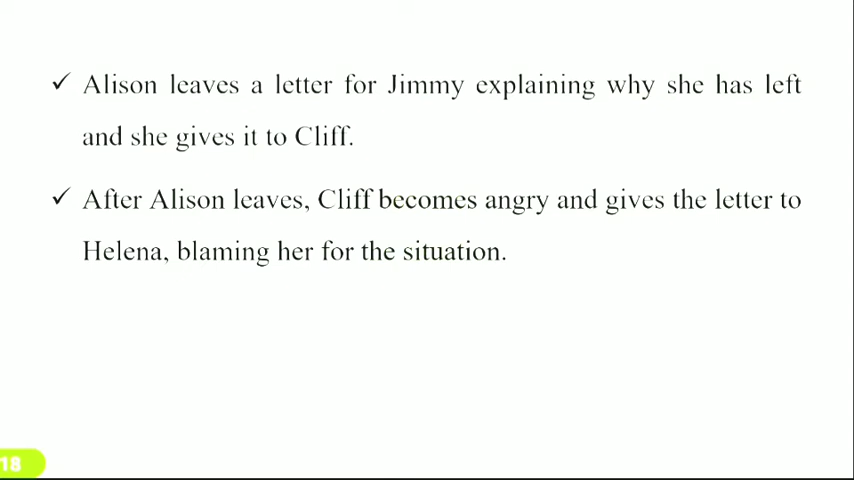 ✓ Alison leaves a letter for Jimmy explaining why she has left
and she gives it to Cliff.
✓ After Alison leaves, Cliff becomes angry and gives the letter to
Helena, blaming her for the situation.
18